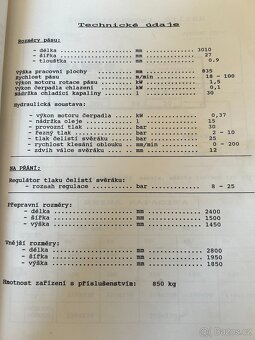 Technické údaje
Rozměry pásu:
- délka .................... mm 3010
- šířka .................... mm 27
- tloušťka ................. mm 0,9
Výška pracovní plochy ........ mm 835
Rychlost pásu ................ m/min 18 - 100
Výkon motoru rotace pásu ..... kW 1,5
Výkon čerpadla chlazení ...... kW 0,1
Nádržka chladící kapaliny .... l 30
Hydraulická soustava:
- výkon motoru čerpadla ...... kW 0,37
- nádržka oleje .............. l 15
- provozní tlak .............. bar 30
- řezný tlak ................. bar 2 - 10
- tlak čelistí svěráku ....... bar 25
- rychlost klesání oblouku ... mm/min 0 - 200
- zdvih válce svěráku ........ mm 12
NA PŘÁNÍ:
Regulátor tlaku čelistí svěráku:
- rozsah regulace ............ bar 8 - 25
Přepravní rozměry:
- délka ...................... mm 2400
- šířka ...................... mm 1500
- výška ...................... mm 1450
Vnější rozměry:
- délka ...................... mm 2800
- šířka ...................... mm 1950
- výška ...................... mm 1850
Hmotnost zařízení s příslušenstvím: 850 kg